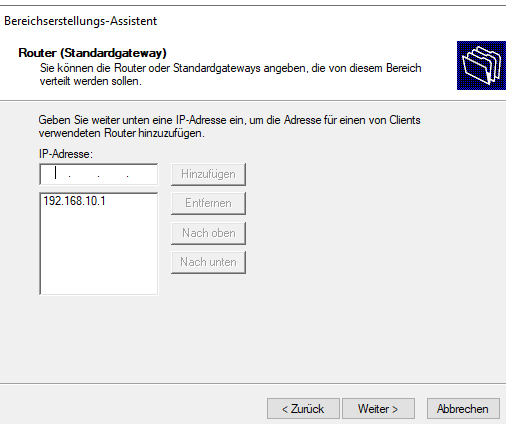 Bereichserstellungs-Assistent
Router (Standardgateway)
Sie können die Router oder Standardgateways angeben, die von diesem Bereich
verteilt werden sollen.
Geben Sie weiter unten eine IP-Adresse ein, um die Adresse für einen von Clients
verwendeten Router hinzuzufügen.
IP-Adresse:
. . .
Hinzufügen
192.168.10.1
Entfernen
Nach oben
Nach unten
< Zurück
Weiter >
Abbrechen